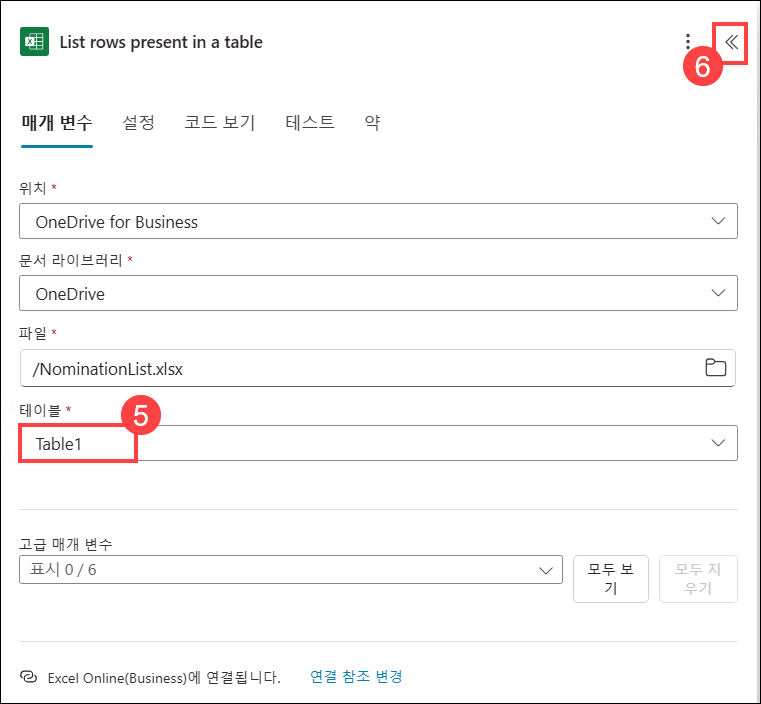 List rows present in a table
6
매개 변수 설정 코드 보기 테스트 약
위치 *
OneDrive for Business
문서 라이브러리 *
OneDrive
파일 *
/NominationList.xlsx
테이블 *
5
Table1
고급 매개 변수
표시 0 / 6
모두 보
기
모두 지
우기
Excel Online(Business)에 연결됩니다. 연결 참조 변경